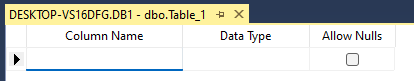 DESKTOP-VS16DFG.DB1 - dbo.Table_1
Column Name Data Type Allow Nulls